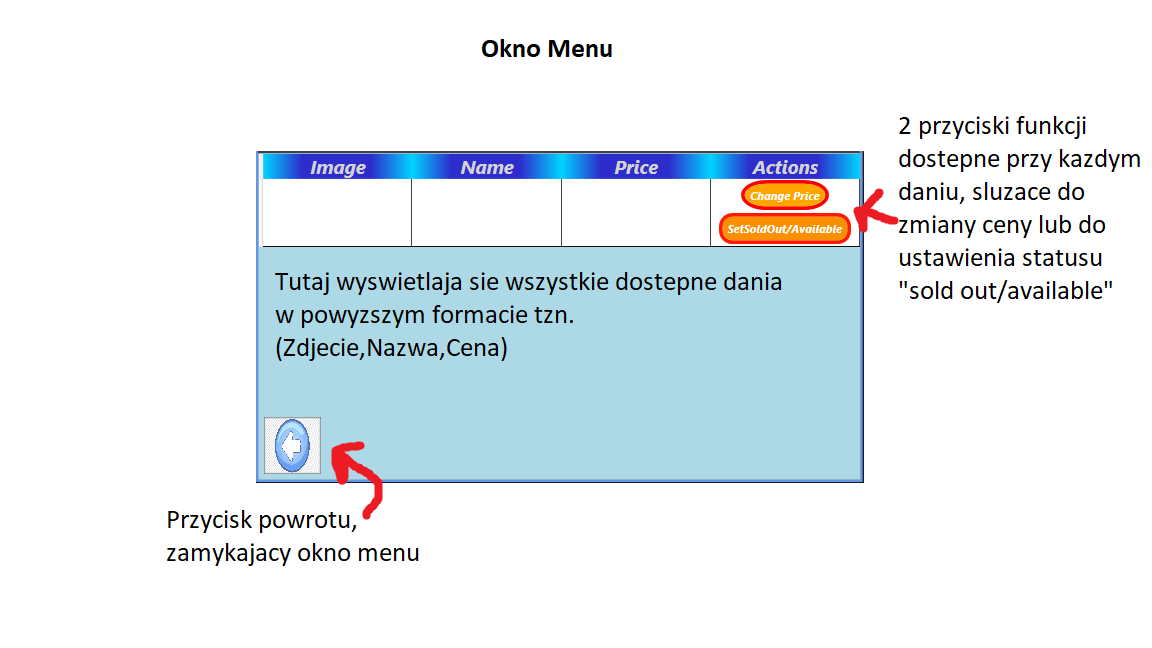 Okno Menu
2 przyciski funkcji
dostepne przy kazdym
daniu, sluzace do
zmiany ceny lub do
ustawienia statusu
"sold out/available"
Image Name Price Actions
Change Price
SetSoldOut/Available
Tutaj wyswietlaja sie wszystkie dostepne dania
w powyzszym formacie tzn.
(Zdjecie,Nazwa,Cena)
Przycisk powrotu,
zamykajacy okno menu